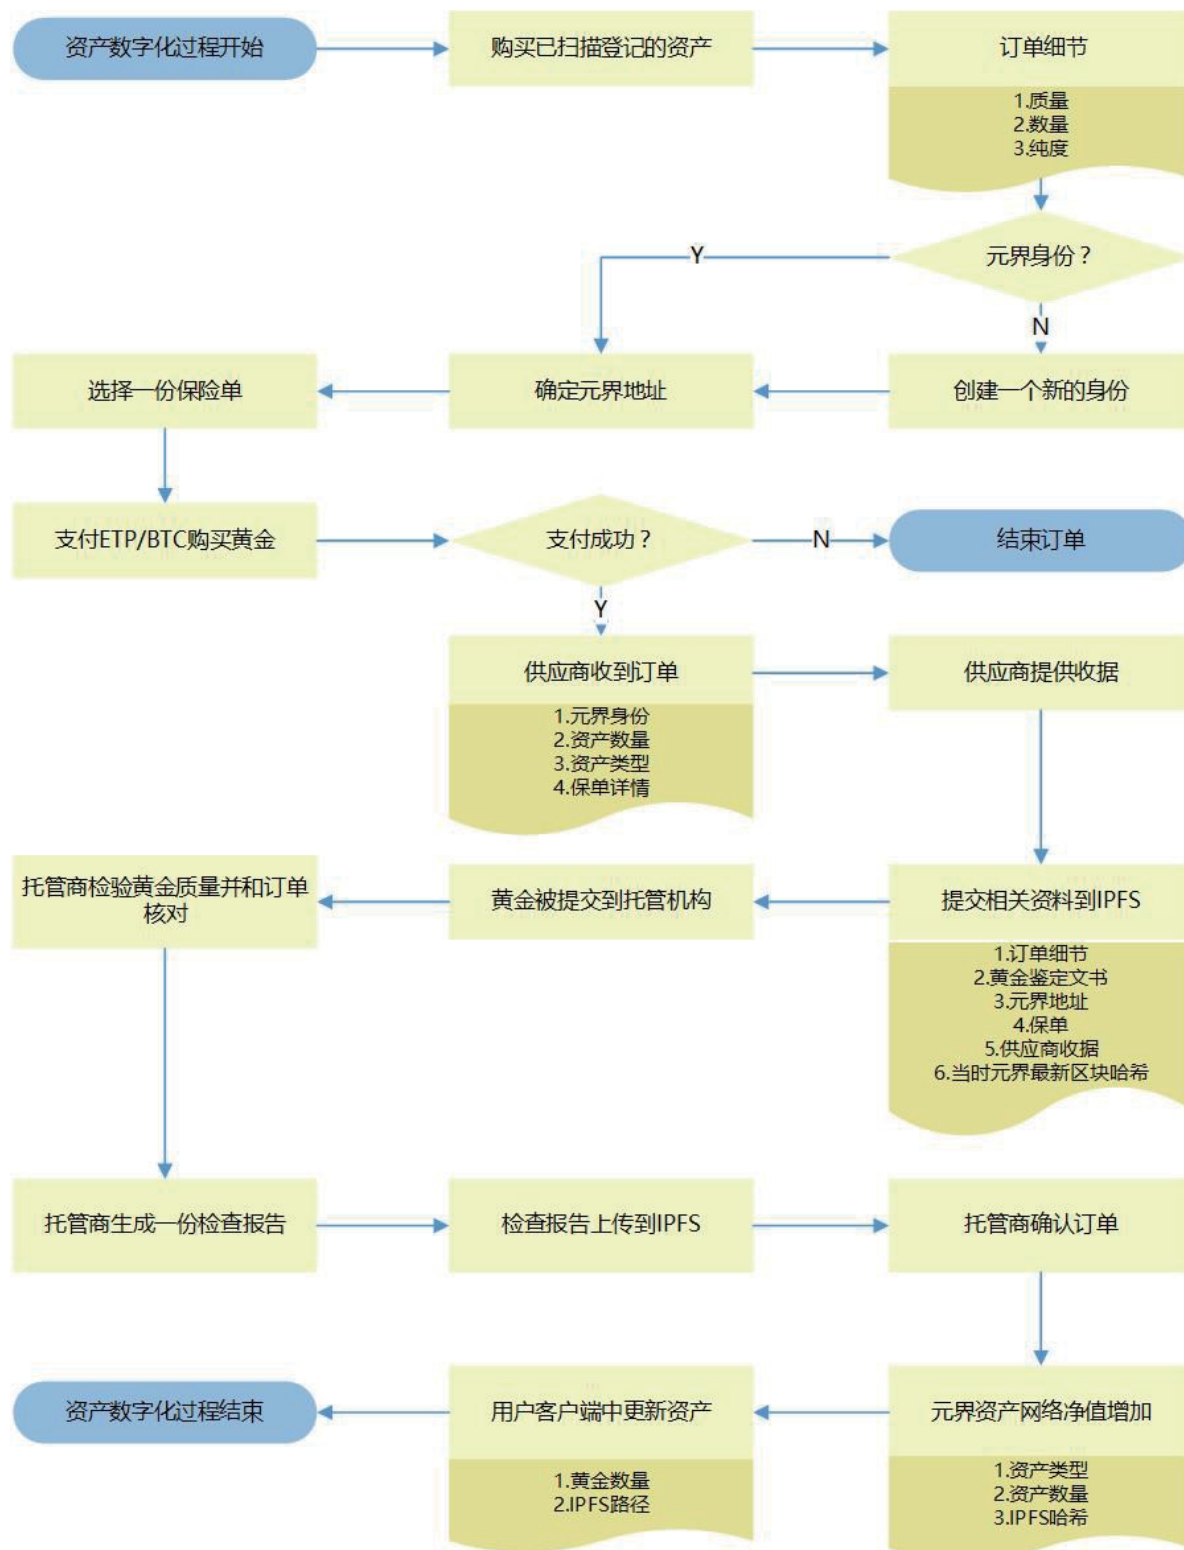 资产数字化过程开始
购买已扫描登记的资产
订单细节
1.质量
2.数量
3.纯度
元界身份？
Y
N
选择一份保险单
确定元界地址
创建一个新的身份
支付ETP/BTC购买黄金
支付成功？
N
结束订单
Y
供应商收到订单
1.元界身份
2.资产数量
3.资产类型
4.保单详情
供应商提供收据
托管商检验黄金质量并和订单
核对
黄金被提交到托管机构
提交相关资料到IPFS
1.订单细节
2.黄金鉴定文书
3.元界地址
4.保单
5.供应商收据
6.当时元界最新区块哈希
托管商生成一份检查报告
检查报告上传到IPFS
托管商确认订单
资产数字化过程结束
用户客户端中更新资产
1.黄金数量
2.IPFS路径
元界资产网络净值增加
1.资产类型
2.资产数量
3.IPFS哈希